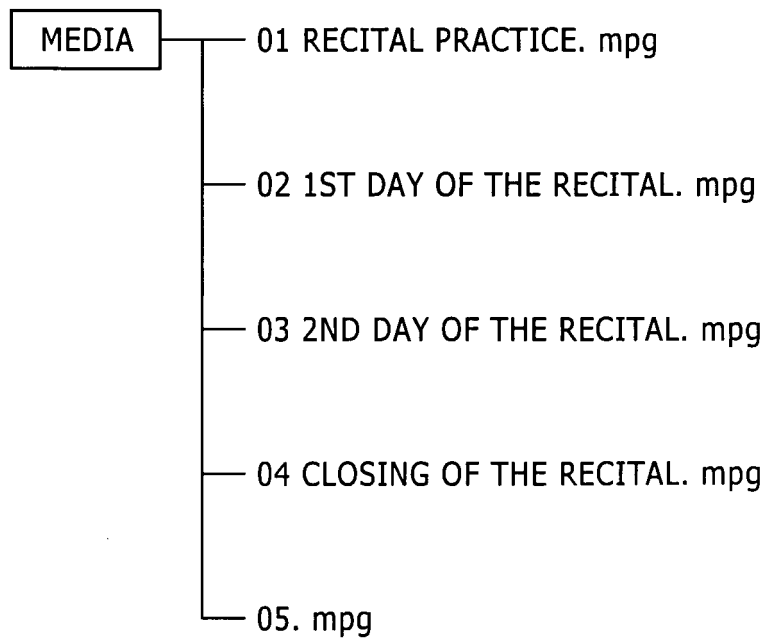 MEDIA
01 RECITAL PRACTICE. mpg
02 1ST DAY OF THE RECITAL. mpg
03 2ND DAY OF THE RECITAL. mpg
04 CLOSING OF THE RECITAL. mpg
05. mpg